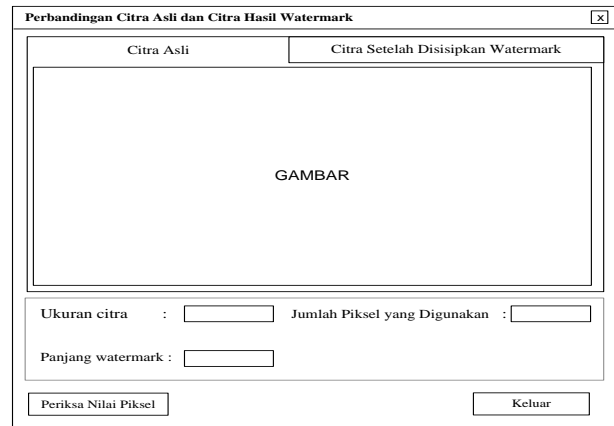 Perbandingan Citra Asli dan Citra Hasil Watermark x
Citra Asli Citra Setelah Disisipkan Watermark
GAMBAR
Ukuran citra : Jumlah Piksel yang Digunakan :
Panjang watermark :
Periksa Nilai Piksel Keluar